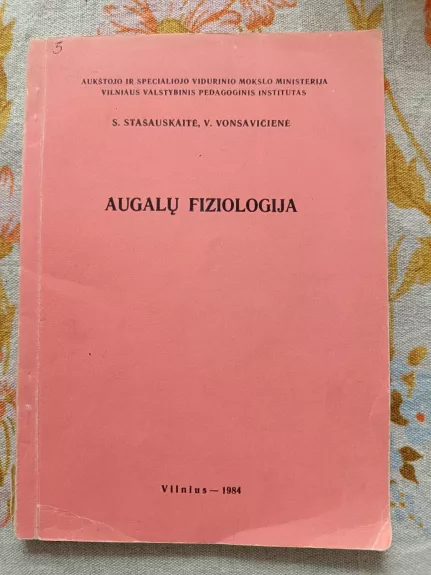 5
AUKŠTOJO IR SPECIALIOJO VIDURINIO MOKSLO MINISTERIJA
VILNIAUS VALSTYBINIS PEDAGOGINIS INSTITUTAS
S. STAŠAUSKAITĖ, V. VONSAVIČIENĖ
AUGALŲ FIZIOLOGIJA
Vilnius — 1984